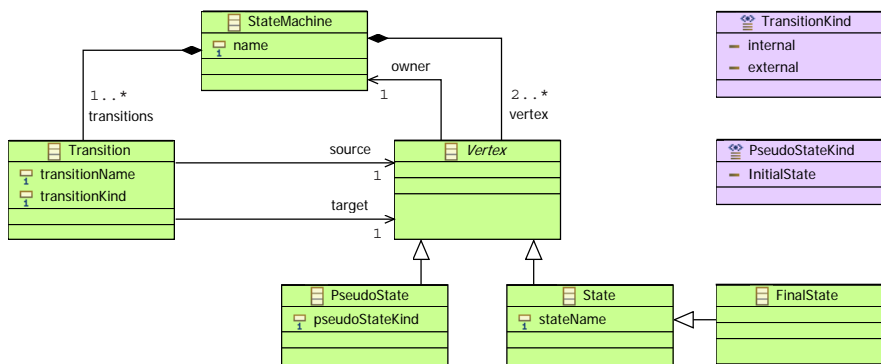 StateMachine
name
TransitionKind
internal
external
owner
1
1..*
transitions
2..*
vertex
Transition
transitionName
transitionKind
source
1
target
1
Vertex
PseudoStateKind
InitialState
PseudoState
pseudoStateKind
State
stateName
FinalState